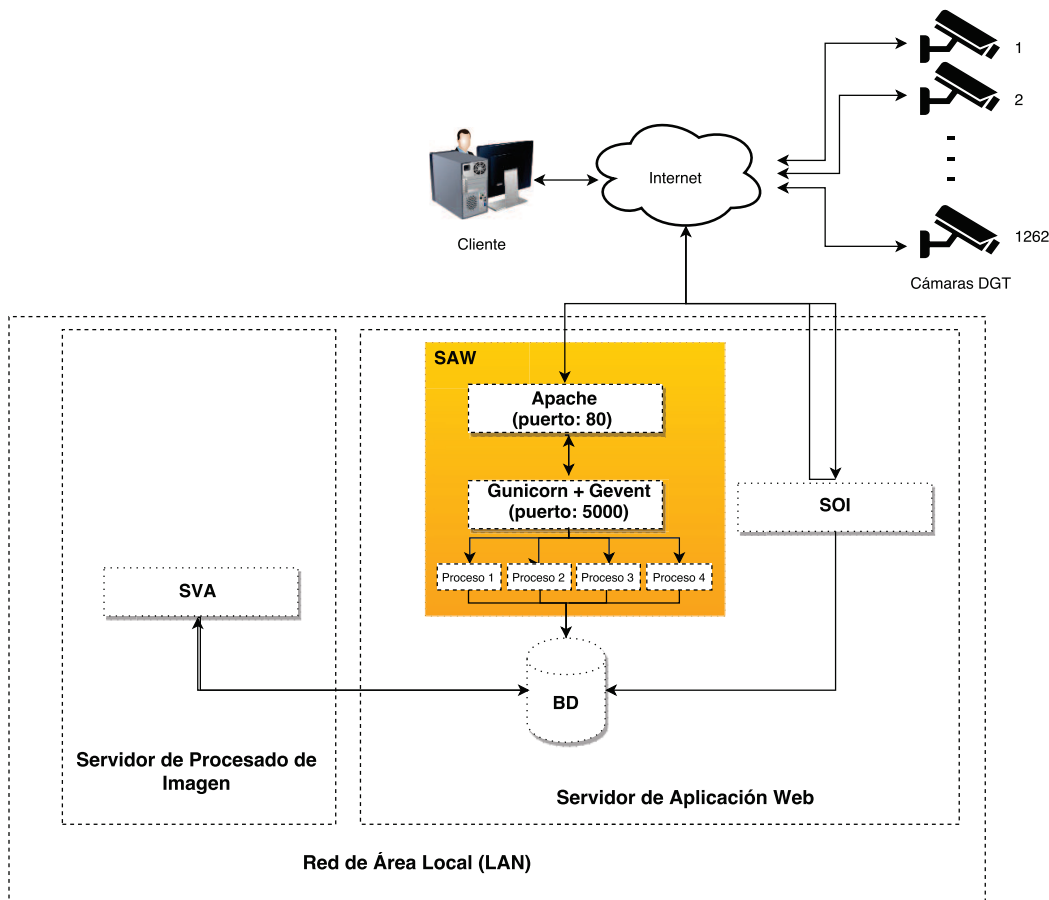 1
2
Internet
Cliente
1262
Cámaras DGT
SAW
Apache
(puerto: 80)
Gunicorn + Gevent
(puerto: 5000)
SOI
Proceso 1
Proceso 2
Proceso 3
Proceso 4
SVA
BD
Servidor de Procesado de
Imagen
Servidor de Aplicación Web
Red de Área Local (LAN)